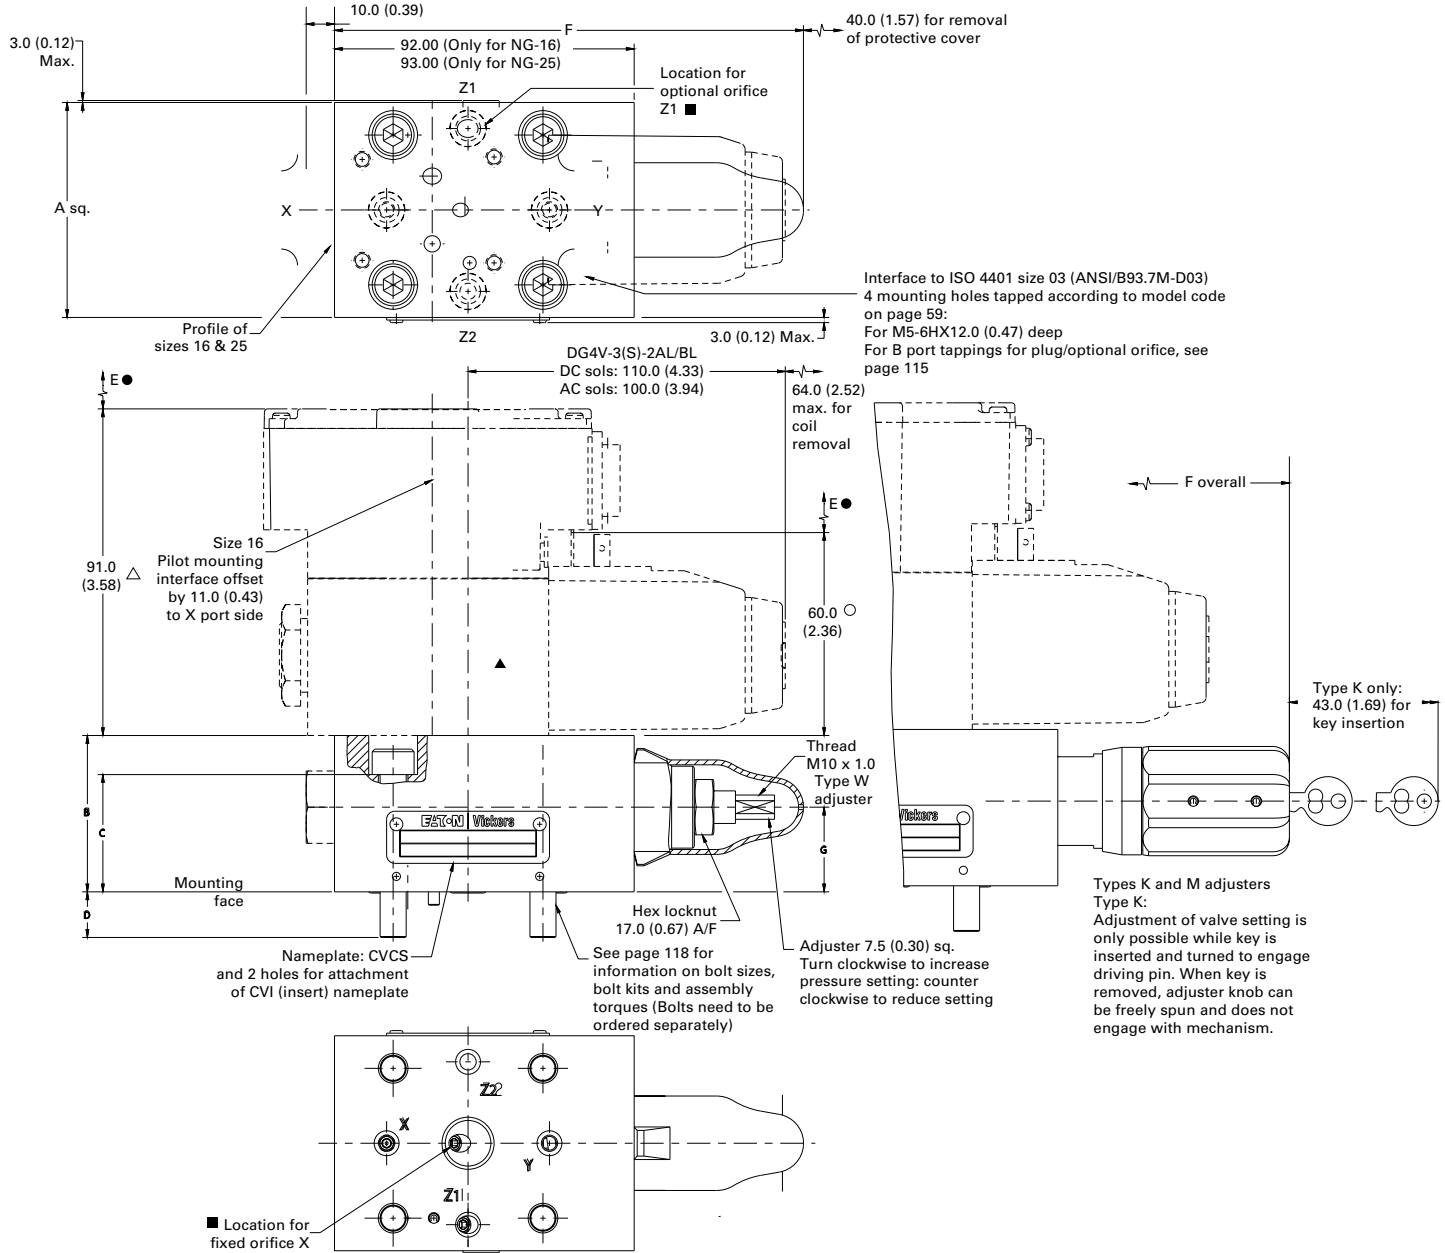 10.0 (0.39)
F
40.0 (1.57) for removal
of protective cover
3.0 (0.12)
Max.
92.00 (Only for NG-16)
93.00 (Only for NG-25)
Location for
optional orifice
Z1 ■
Z1
A sq.
X
Y
Interface to ISO 4401 size 03 (ANSI/B93.7M-D03)
4 mounting holes tapped according to model code
on page 59:
For M5-6HX12.0 (0.47) deep
For B port tappings for plug/optional orifice, see
page 115
Profile of
sizes 16 & 25
Z2
3.0 (0.12) Max.
DG4V-3(S)-2AL/BL
DC sols: 110.0 (4.33)
AC sols: 100.0 (3.94)
E ●
64.0 (2.52)
max. for
coil
removal
E ●
F overall
Size 16
Pilot mounting
interface offset
by 11.0 (0.43)
to X port side
91.0
(3.58) △
60.0 ○
(2.36)
▲
Type K only:
43.0 (1.69) for
key insertion
Thread
M10 x 1.0
Type W
adjuster
B
C
G
EATON Vickers
Vickers
Mounting
face
D
Hex locknut
17.0 (0.67) A/F
Nameplate: CVCS
and 2 holes for attachment
of CVI (insert) nameplate
See page 118 for
information on bolt sizes,
bolt kits and assembly
torques (Bolts need to be
ordered separately)
Adjuster 7.5 (0.30) sq.
Turn clockwise to increase
pressure setting: counter
clockwise to reduce setting
Types K and M adjusters
Type K:
Adjustment of valve setting is
only possible while key is
inserted and turned to engage
driving pin. When key is
removed, adjuster knob can
be freely spun and does not
engage with mechanism.
Z2
X
Y
Z1
■ Location for
fixed orifice X